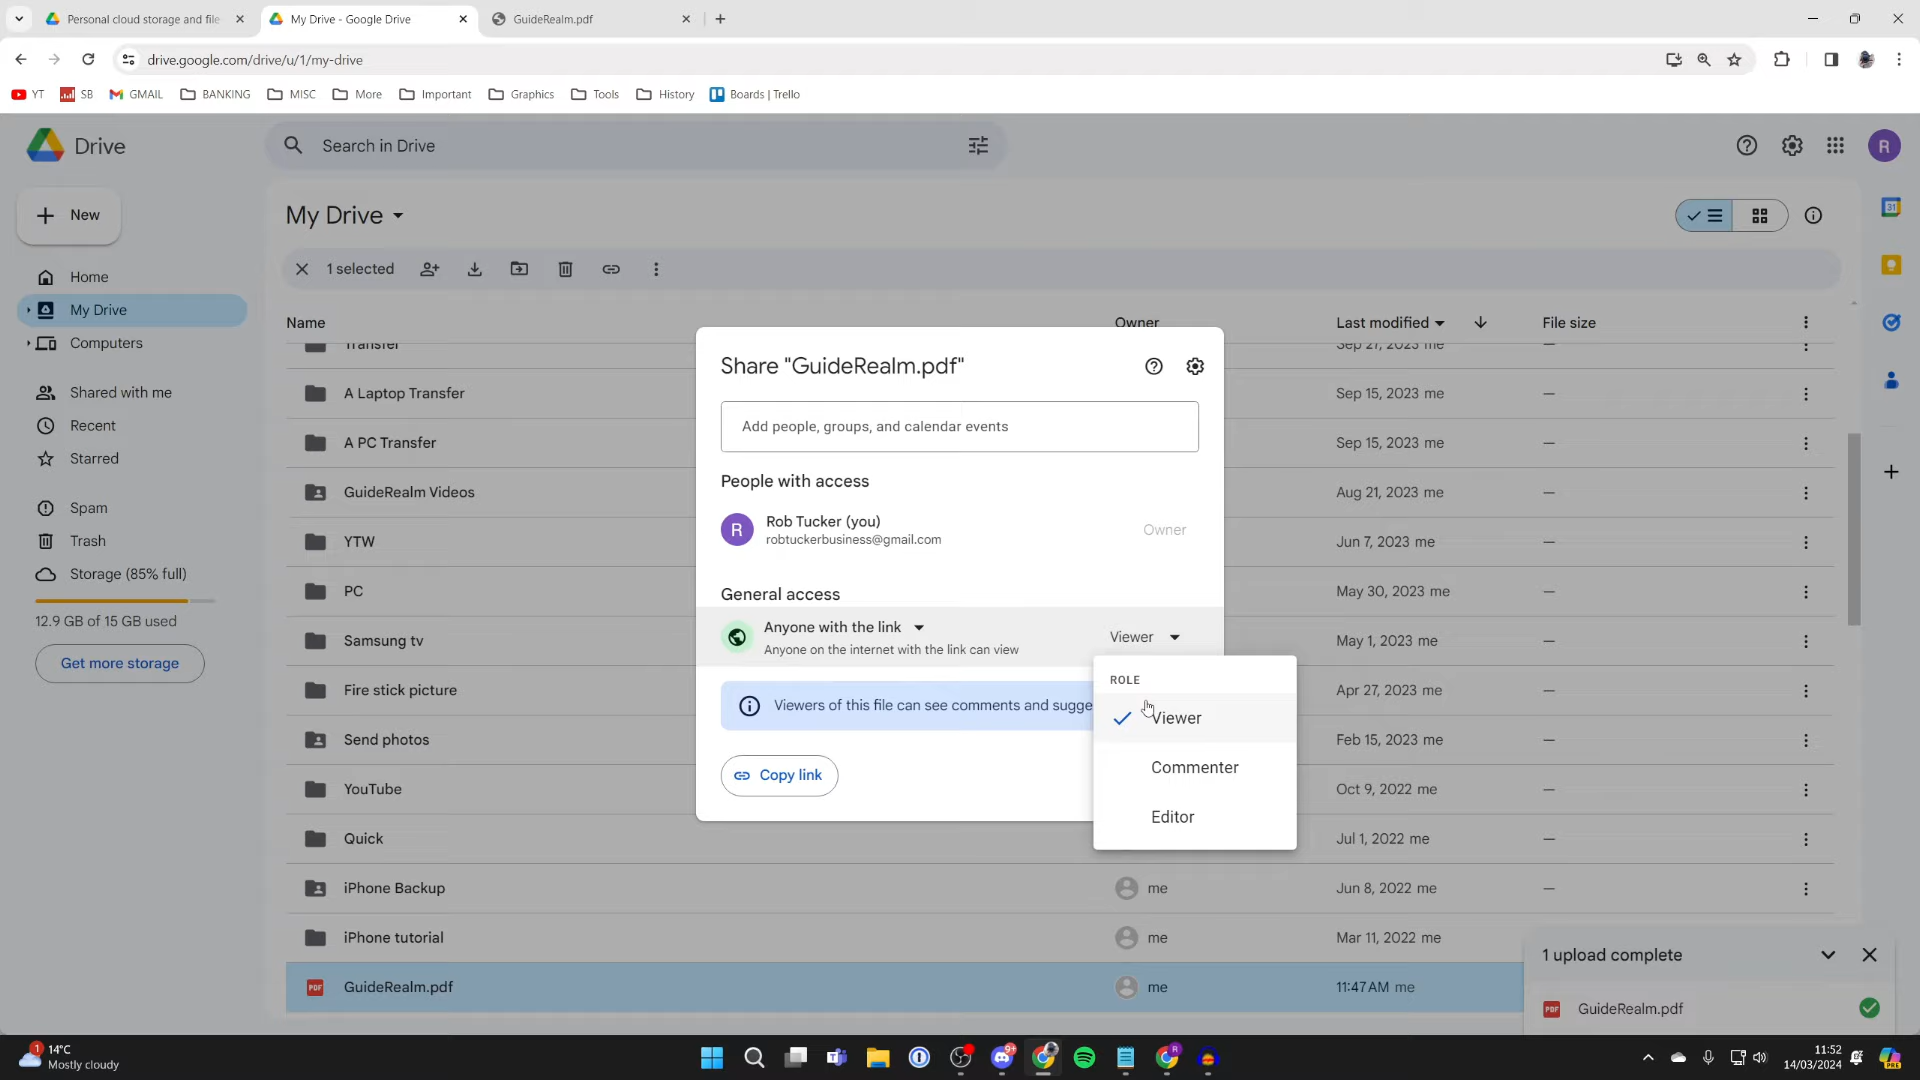 Personal cloud storage and file
My Drive - Google Drive
GuideRealm.pdf
drive.google.com/drive/u/1/my-drive
YT
SB
GMAIL
BANKING
MISC
More
Important
Graphics
Tools
History
Boards | Trello
Drive
Search in Drive
R
New
My Drive
1 selected
Home
My Drive
Computers
Shared with me
Recent
Starred
Spam
Trash
Storage (85% full)
12.9 GB of 15 GB used
Get more storage
Name
Owner
Last modified
File size
Transfer
Sep 27, 2023 me
—
A Laptop Transfer
Sep 15, 2023 me
—
A PC Transfer
Sep 15, 2023 me
—
GuideRealm Videos
Aug 21, 2023 me
—
YTW
Jun 7, 2023 me
—
PC
May 30, 2023 me
—
Samsung tv
May 1, 2023 me
—
Fire stick picture
Apr 27, 2023 me
—
Send photos
Feb 15, 2023 me
—
YouTube
Oct 9, 2022 me
—
Quick
Jul 1, 2022 me
—
iPhone Backup
me
Jun 8, 2022 me
—
iPhone tutorial
me
Mar 11, 2022 me
PDF
GuideRealm.pdf
me
11:47 AM me
Share "GuideRealm.pdf"
Add people, groups, and calendar events
People with access
R
Rob Tucker (you)
robtuckerbusiness@gmail.com
Owner
General access
Anyone with the link
Anyone on the internet with the link can view
Viewer
Viewers of this file can see comments and sugge
Copy link
ROLE
Viewer
Commenter
Editor
1 upload complete
PDF
GuideRealm.pdf
31
1
14°C
Mostly cloudy
9+
R
11:52
14/03/2024
PRE